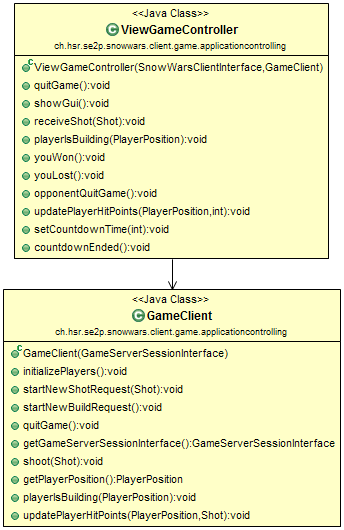 <<Java Class>>
ViewGameController
ch.hsr.se2p.snowwars.client.game.applicationcontrolling
ViewGameController(SnowWarsClientInterface,GameClient)
quitGame():void
showGui():void
receiveShot(Shot):void
playerIsBuilding(PlayerPosition):void
youWon():void
youLost():void
opponentQuitGame():void
updatePlayerHitPoints(PlayerPosition,int):void
setCountdownTime(int):void
countdownEnded():void
<<Java Class>>
GameClient
ch.hsr.se2p.snowwars.client.game.applicationcontrolling
GameClient(GameServerSessionInterface)
initializePlayers():void
startNewShotRequest(Shot):void
startNewBuildRequest():void
quitGame():void
getGameServerSessionInterface():GameServerSessionInterface
shoot(Shot):void
getPlayerPosition():PlayerPosition
playerIsBuilding(PlayerPosition):void
updatePlayerHitPoints(PlayerPosition,Shot):void